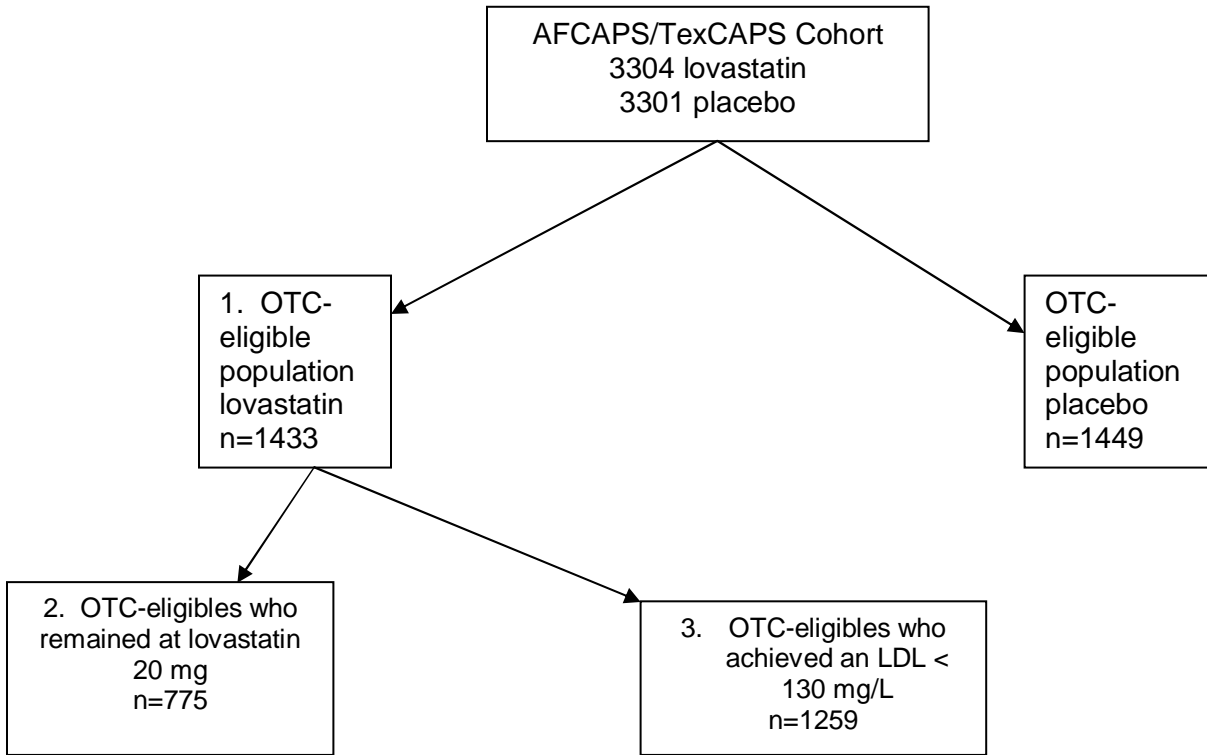 AFCAPS/TexCAPS Cohort
3304 lovastatin
3301 placebo
1. OTC-
eligible
population
lovastatin
n=1433
OTC-
eligible
population
placebo
n=1449
2. OTC-eligibles who
remained at lovastatin
20 mg
n=775
3. OTC-eligibles who
achieved an LDL <
130 mg/L
n=1259